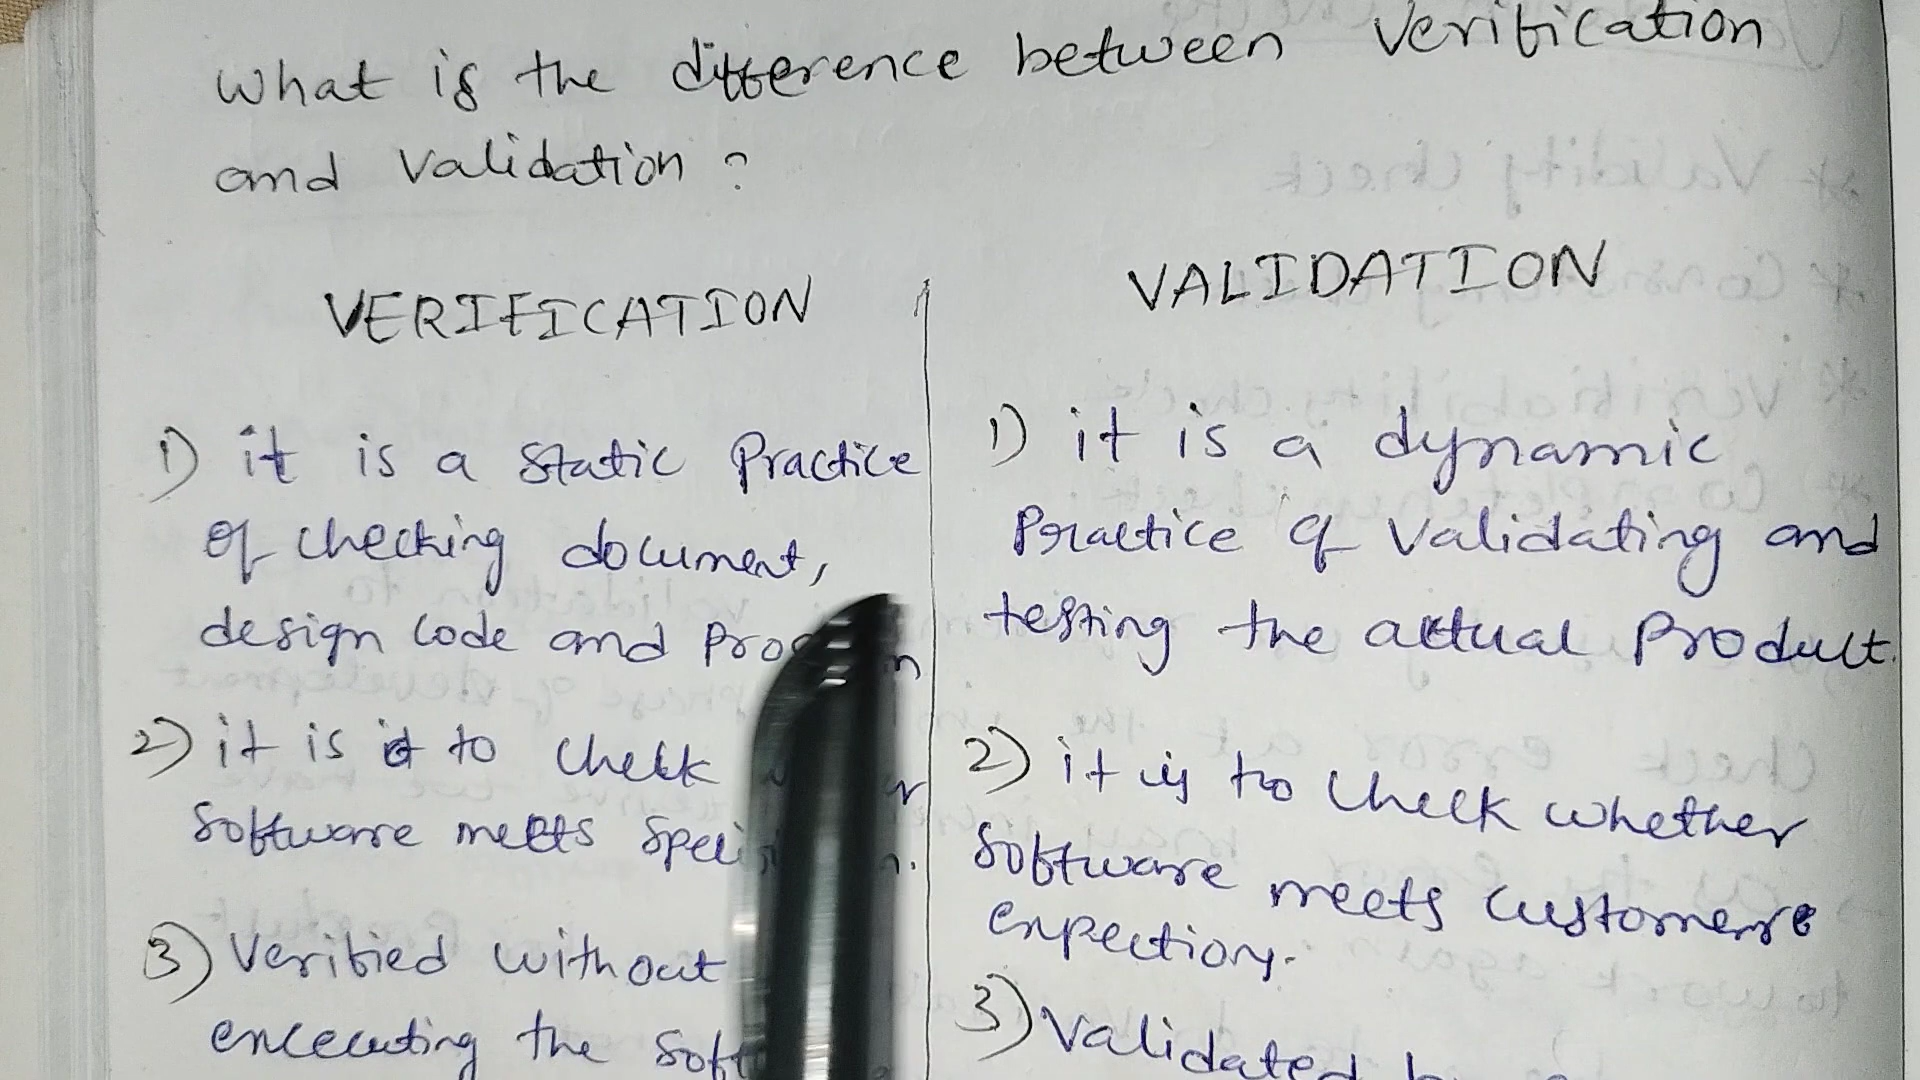 What is the difference between Verification
and Validation ?
VERIFICATION
1) it is a static Practice
of checking document,
design code and
2) it is to check
software meets
3) Verified without
executing the
VALIDATION
1) it is a dynamic
Practice of Validating and
testing the actual Product.
2) it is to check whether
software meets customers
expection.
3) Validated